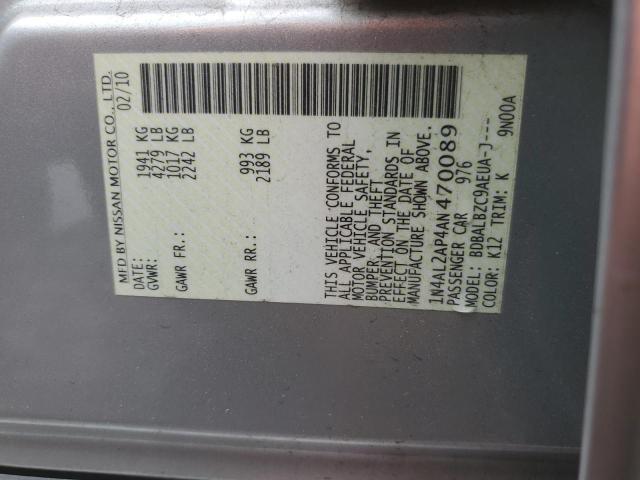 MFD BY NISSAN MOTOR CO., LTD.
DATE: 02/10
GVWR: 1941 KG
4279 LB
GAWR FR: 1017 KG
2242 LB
GAWR RR: 993 KG
2189 LB
THIS VEHICLE CONFORMS TO
ALL APPLICABLE FEDERAL
MOTOR VEHICLE SAFETY,
BUMPER, AND THEFT
PREVENTION STANDARDS IN
EFFECT ON THE DATE OF
MANUFACTURE SHOWN ABOVE.
1N4AL2AP4AN470089
PASSENGER CAR 976
MODEL: BDBALBZC9AEUA-J---
COLOR: K12 TRIM: K 9N00A